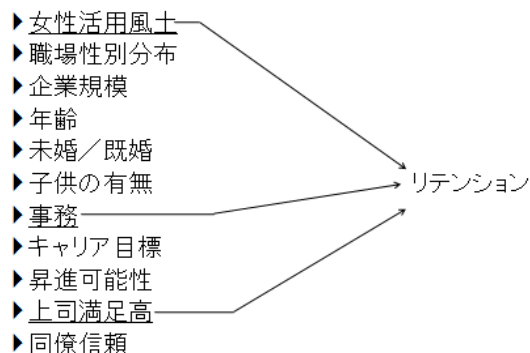 ▶女性活用風土
▶職場性別分布
▶企業規模
▶年齢
▶未婚／既婚
▶子供の有無
リテンション
▶事務
▶キャリア目標
▶昇進可能性
▶上司満足高
▶同僚信頼